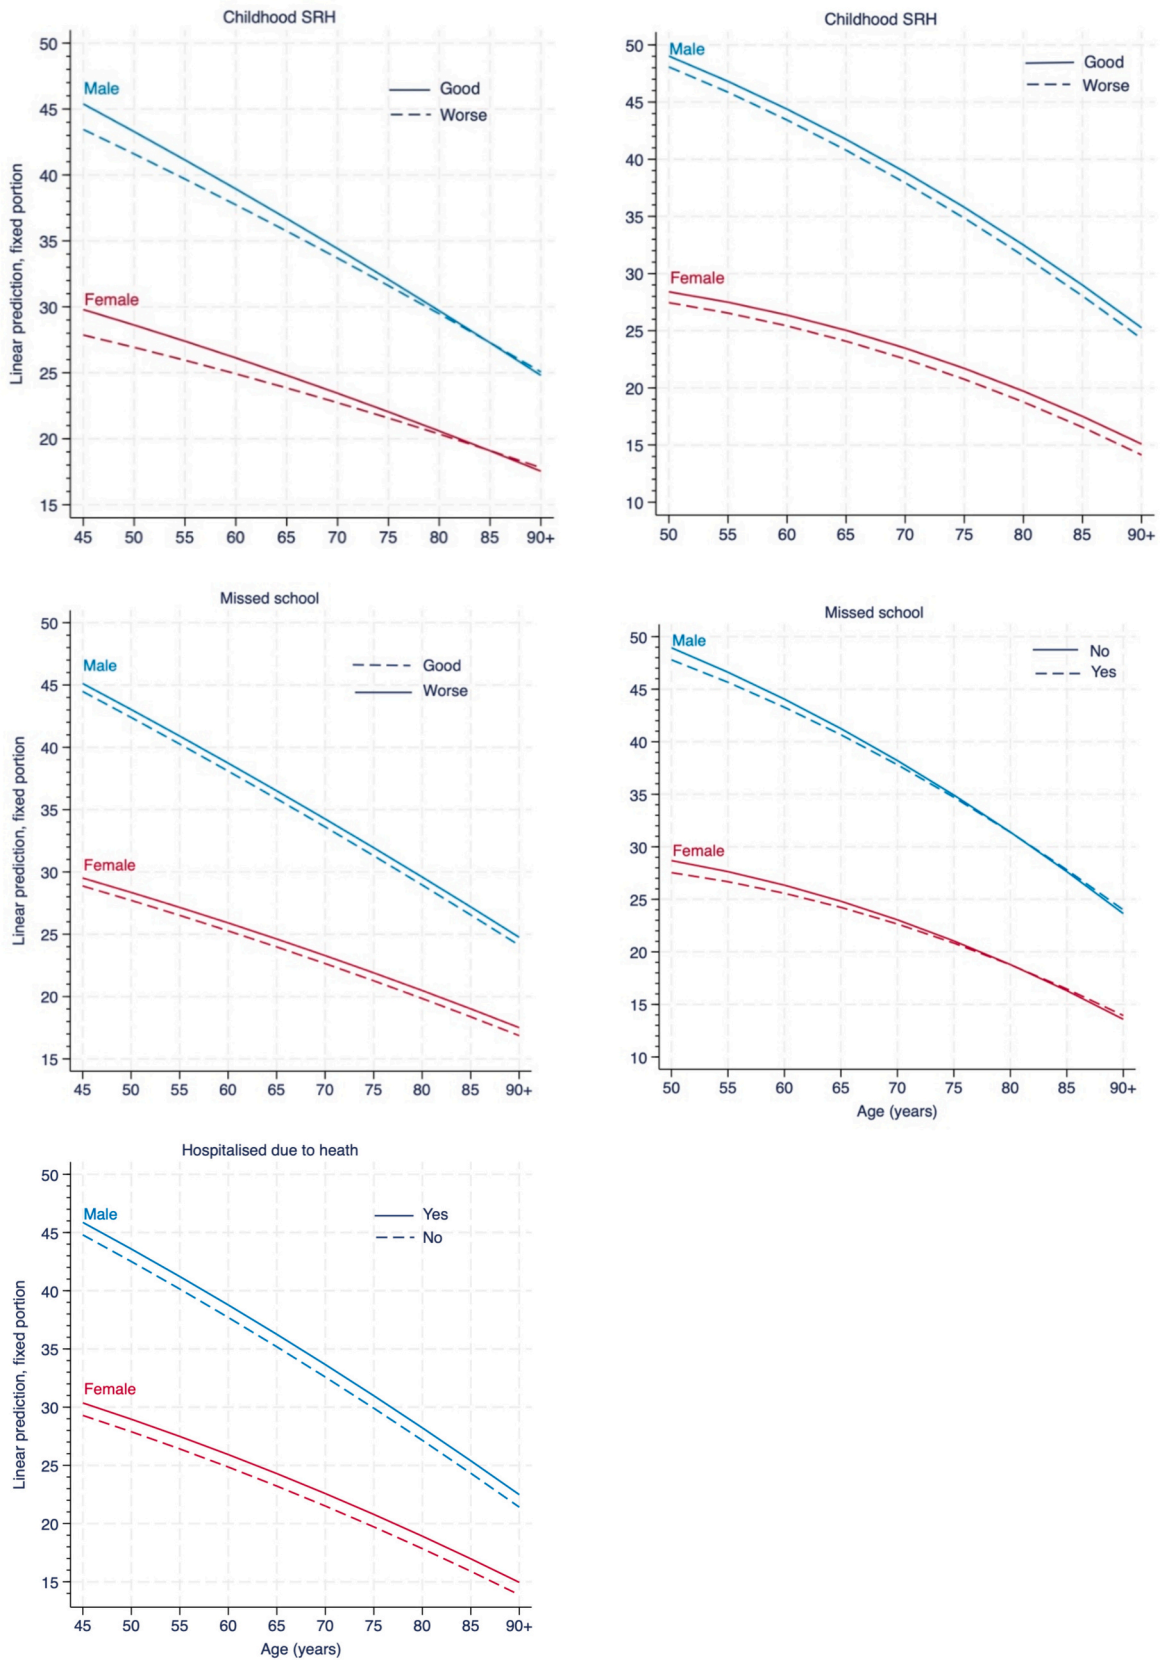 Childhood SRH
50
45
40
35
30
25
20
15
Linear prediction, fixed portion
Male
Female
Good
Worse
45 50 55 60 65 70 75 80 85 90+
Childhood SRH
50
45
40
35
30
25
20
15
10
Male
Female
Good
Worse
50 55 60 65 70 75 80 85 90+
Missed school
50
45
40
35
30
25
20
15
Linear prediction, fixed portion
Male
Female
Good
Worse
45 50 55 60 65 70 75 80 85 90+
Missed school
50
45
40
35
30
25
20
15
10
Male
Female
No
Yes
50 55 60 65 70 75 80 85 90+
Age (years)
Hospitalised due to heath
50
45
40
35
30
25
20
15
Linear prediction, fixed portion
Male
Female
Yes
No
45 50 55 60 65 70 75 80 85 90+
Age (years)